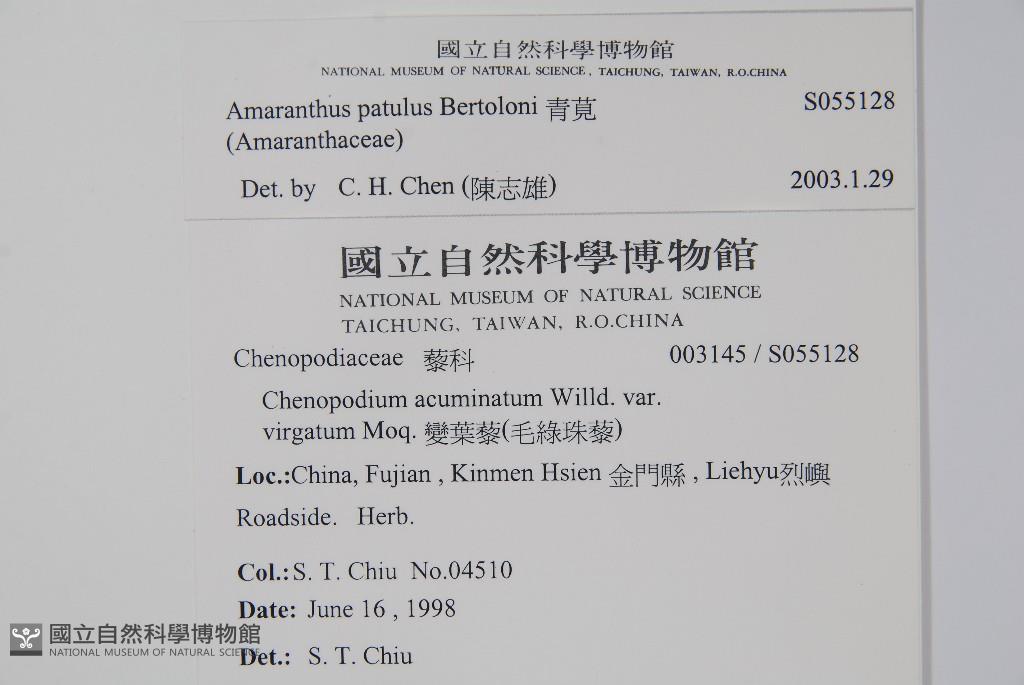 國立自然科學博物館
NATIONAL MUSEUM OF NATURAL SCIENCE, TAICHUNG, TAIWAN, R.O.CHINA
Amaranthus patulus Bertoloni 青莧 S055128
(Amaranthaceae)
Det. by C. H. Chen (陳志雄) 2003.1.29
國立自然科學博物館
NATIONAL MUSEUM OF NATURAL SCIENCE
TAICHUNG, TAIWAN, R.O.CHINA
Chenopodiaceae 藜科 003145 / S055128
Chenopodium acuminatum Willd. var.
virgatum Moq. 變葉藜(毛綠珠藜)
Loc.:China, Fujian , Kinmen Hsien 金門縣 , Liehyu烈嶼
Roadside. Herb.
Col.:S. T. Chiu No.04510
Date: June 16 , 1998
Det.: S. T. Chiu
國立自然科學博物館
NATIONAL MUSEUM OF NATURAL SCIENCE